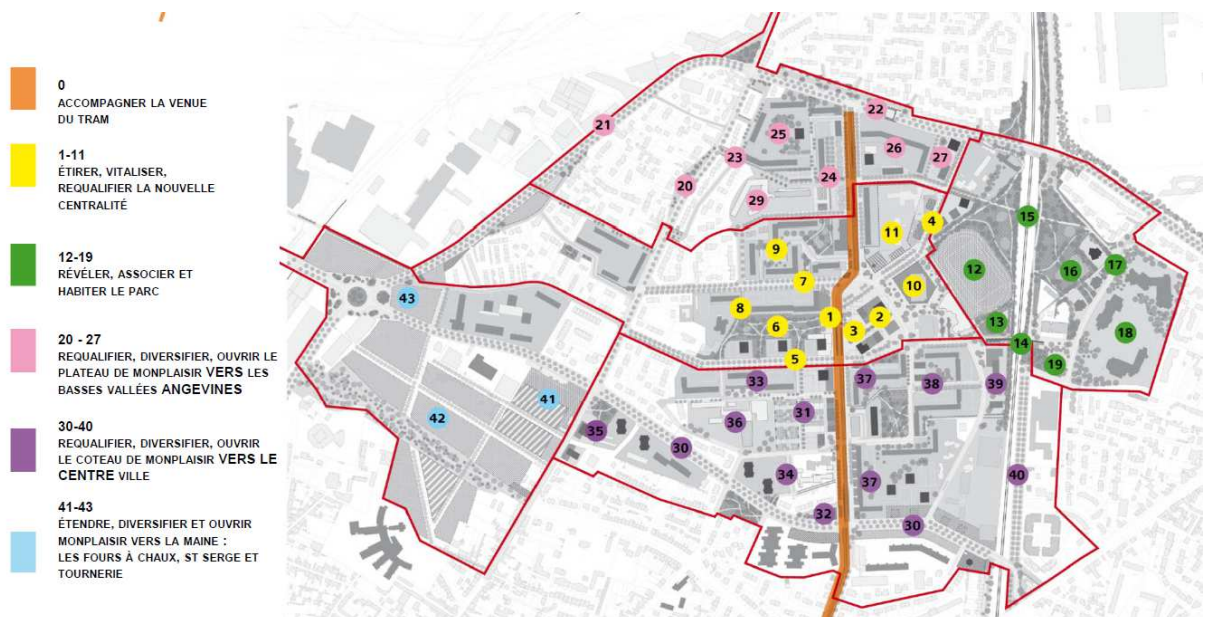 0
ACCOMPAGNER LA VENUE
DU TRAM
1-11
ÉTIRER, VITALISER,
REQUALIFIER LA NOUVELLE
CENTRALITÉ
12-19
RÉVÉLER, ASSOCIER ET
HABITER LE PARC
20 - 27
REQUALIFIER, DIVERSIFIER, OUVRIR LE
PLATEAU DE MONPLAISIR VERS LES
BASSES VALLÉES ANGEVINES
30-40
REQUALIFIER, DIVERSIFIER, OUVRIR
LE COTEAU DE MONPLAISIR VERS LE
CENTRE VILLE
41-43
ÉTENDRE, DIVERSIFIER ET OUVRIR
MONPLAISIR VERS LA MAINE :
LES FOURS À CHAUX, ST SERGE ET
TOURNERIE
22
21
25
26
27
23
24
20
29
15
4
11
9
12
16
17
7
10
43
8
1
2
6
3
13
18
14
5
19
33
37
38
39
41
31
42
35
36
30
34
37
40
32
30